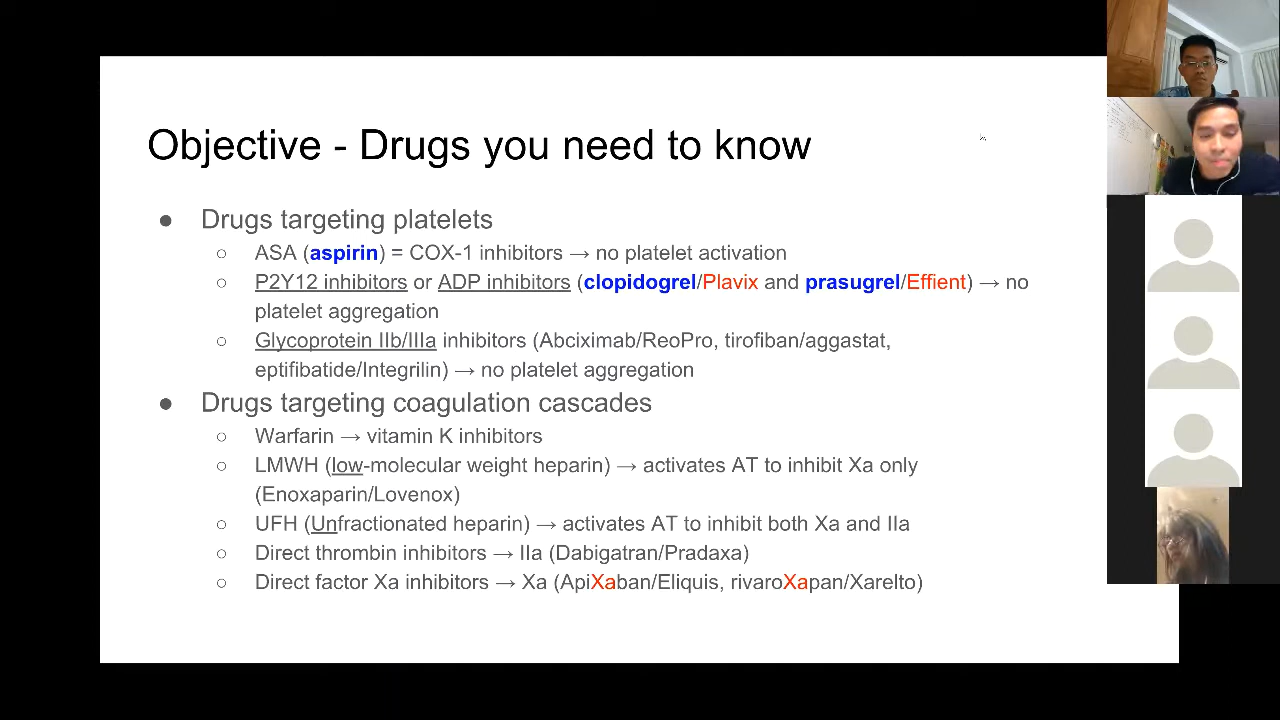 Objective - Drugs you need to know
● Drugs targeting platelets
○ ASA (aspirin) = COX-1 inhibitors → no platelet activation
○ P2Y12 inhibitors or ADP inhibitors (clopidogrel/Plavix and prasugrel/Effient) → no
platelet aggregation
○ Glycoprotein IIb/IIIa inhibitors (Abciximab/ReoPro, tirofiban/aggastat,
eptifibatide/Integrilin) → no platelet aggregation
● Drugs targeting coagulation cascades
○ Warfarin → vitamin K inhibitors
○ LMWH (low-molecular weight heparin) → activates AT to inhibit Xa only
(Enoxaparin/Lovenox)
○ UFH (Unfractionated heparin) → activates AT to inhibit both Xa and IIa
○ Direct thrombin inhibitors → IIa (Dabigatran/Pradaxa)
○ Direct factor Xa inhibitors → Xa (ApiXaban/Eliquis, rivaroXapan/Xarelto)